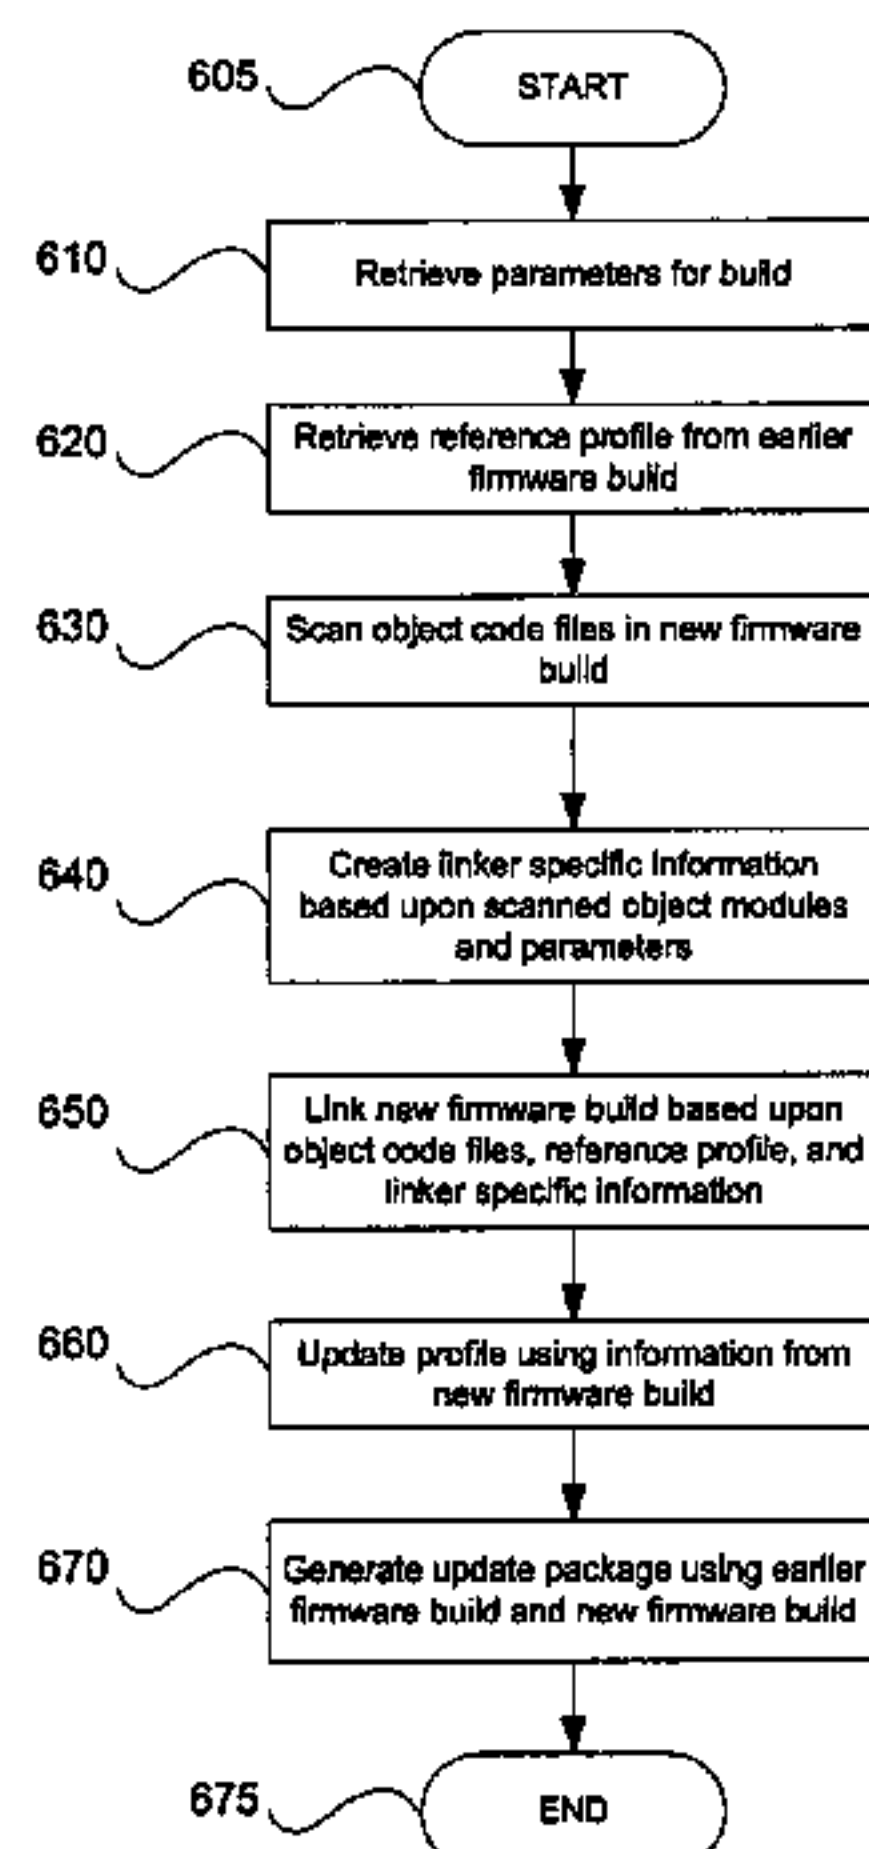 605
START
610
Retrieve parameters for build
620
Retrieve reference profile from earlier
firmware build
630
Scan object code files in new firmware
build
640
Create linker specific information
based upon scanned object modules
and parameters
650
Link new firmware build based upon
object code files, reference profile, and
linker specific information
660
Update profile using information from
new firmware build
670
Generate update package using earlier
firmware build and new firmware build
675
END